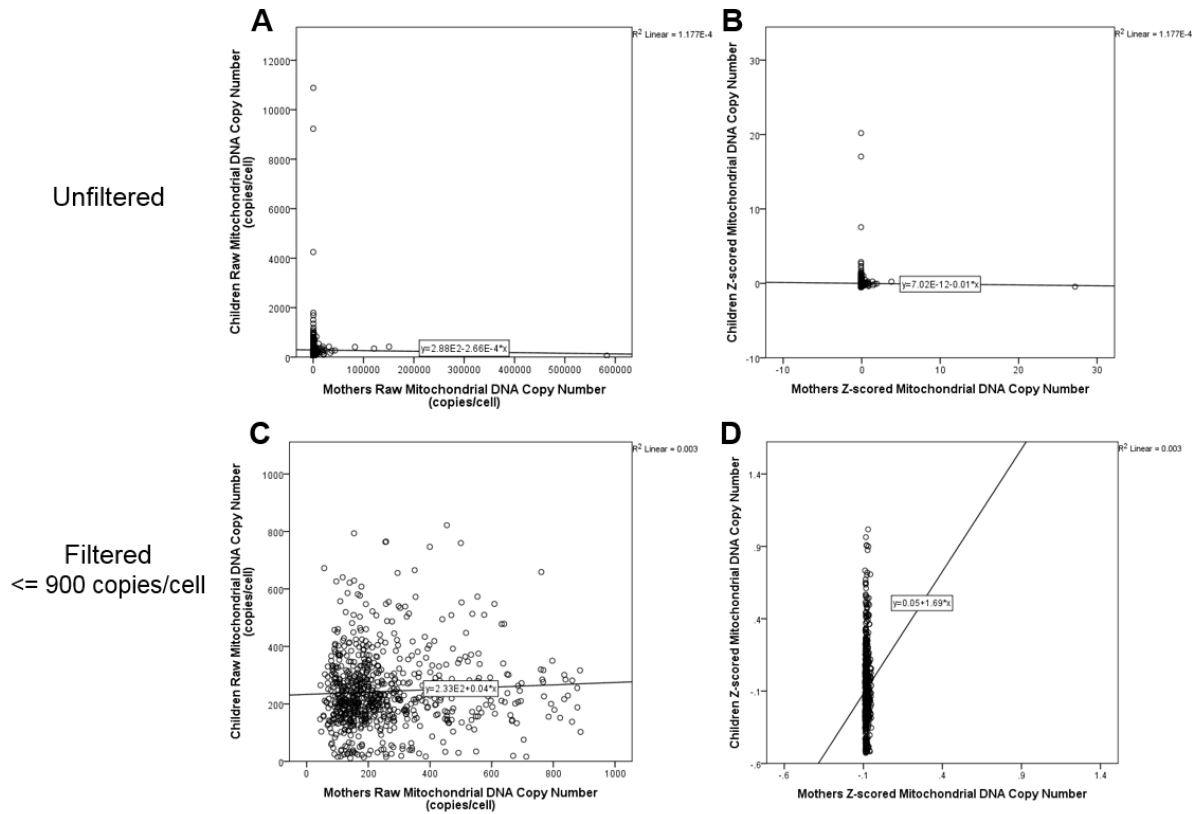 A
R² Linear = 1.177E-4
Children Raw Mitochondrial DNA Copy Number
(copies/cell)
12000
10000
8000
6000
4000
2000
0
y=2.88E2-2.66E-4*x
0 100000 200000 300000 400000 500000 600000
Mothers Raw Mitochondrial DNA Copy Number
(copies/cell)
B
R² Linear = 1.177E-4
Children Z-scored Mitochondrial DNA Copy Number
30
20
10
0
-10
y=7.02E-12-0.01*x
-10 0 10 20 30
Mothers Z-scored Mitochondrial DNA Copy Number
Unfiltered
C
R² Linear = 0.003
Children Raw Mitochondrial DNA Copy Number
(copies/cell)
1000
800
600
400
200
0
y=2.33E2+0.04*x
0 200 400 600 800 1000
Mothers Raw Mitochondrial DNA Copy Number
(copies/cell)
D
R² Linear = 0.003
Children Z-scored Mitochondrial DNA Copy Number
1.4
.9
.4
-.1
-.6
y=0.05+1.69*x
-.6 -.1 .4 .9 1.4
Mothers Z-scored Mitochondrial DNA Copy Number
Filtered
<= 900 copies/cell